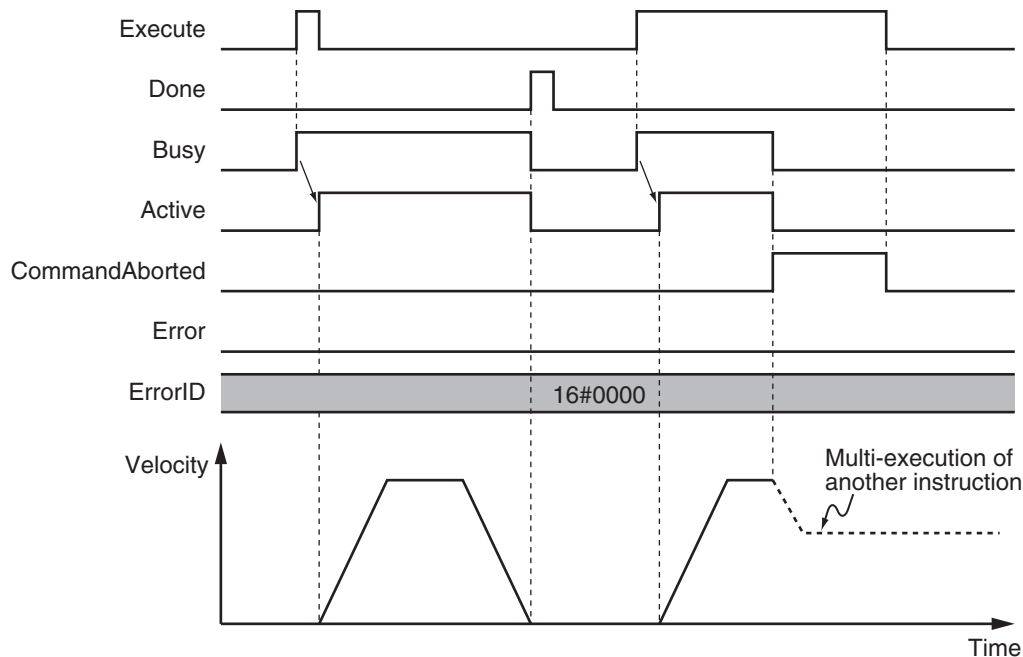 Execute
Done
Busy
Active
CommandAborted
Error
ErrorID
16#0000
Velocity
Multi-execution of
another instruction
Time